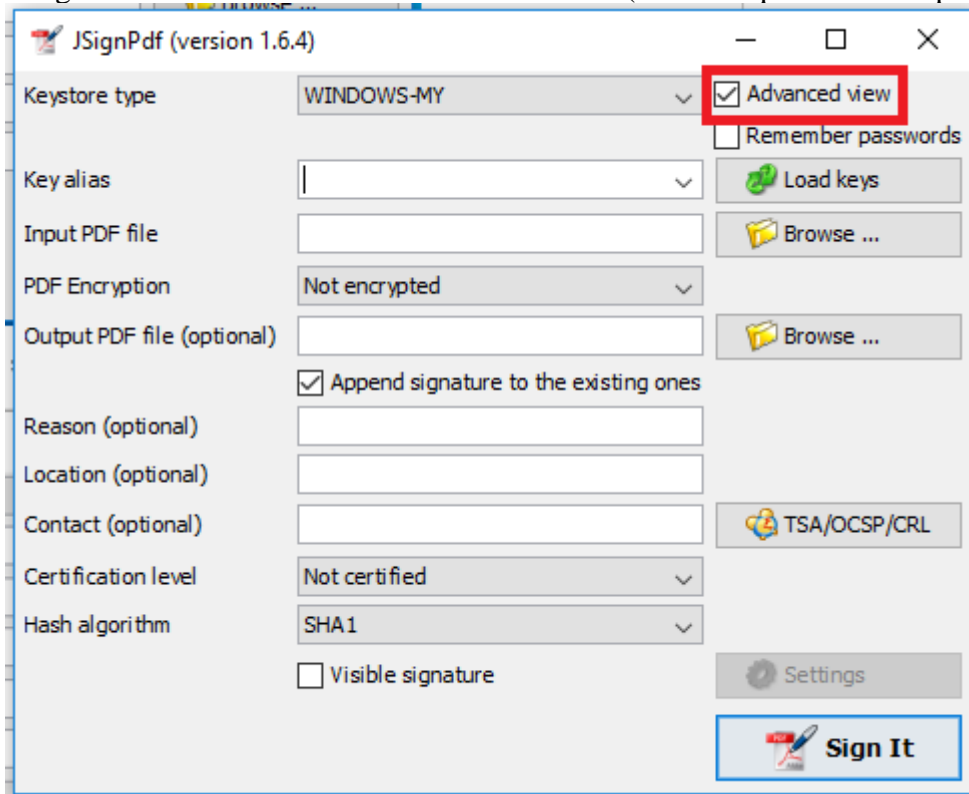 JSignPdf (version 1.6.4)
Keystore type WINDOWS-MY Advanced view
Remember passwords
Key alias Load keys
Input PDF file Browse ...
PDF Encryption Not encrypted
Output PDF file (optional) Browse ...
Append signature to the existing ones
Reason (optional)
Location (optional)
Contact (optional) TSA/OCSP/CRL
Certification level Not certified
Hash algorithm SHA1
Visible signature Settings
Sign It